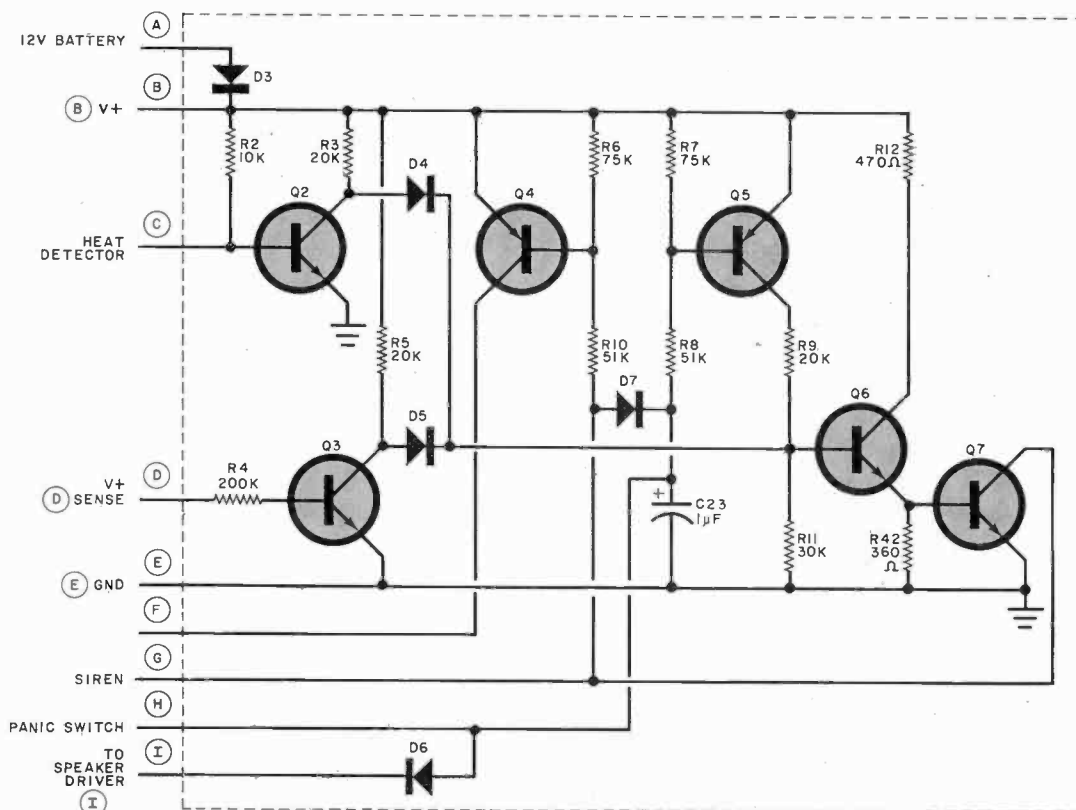 A
12V BATTERY
D3
B
B V+
R2
10K
R3
20K
D4
Q2
Q4
R6
75K
R7
75K
Q5
R12
470Ω
C
HEAT
DETECTOR
R5
20K
R10
51K
R8
51K
R9
20K
D7
Q6
D5
Q3
Q7
D
V+
D SENSE
R4
200K
+
C23
1µF
R11
30K
R42
360
Ω
E
E GND
F
G
SIREN
H
PANIC SWITCH
D6
I
TO
SPEAKER
DRIVER
I